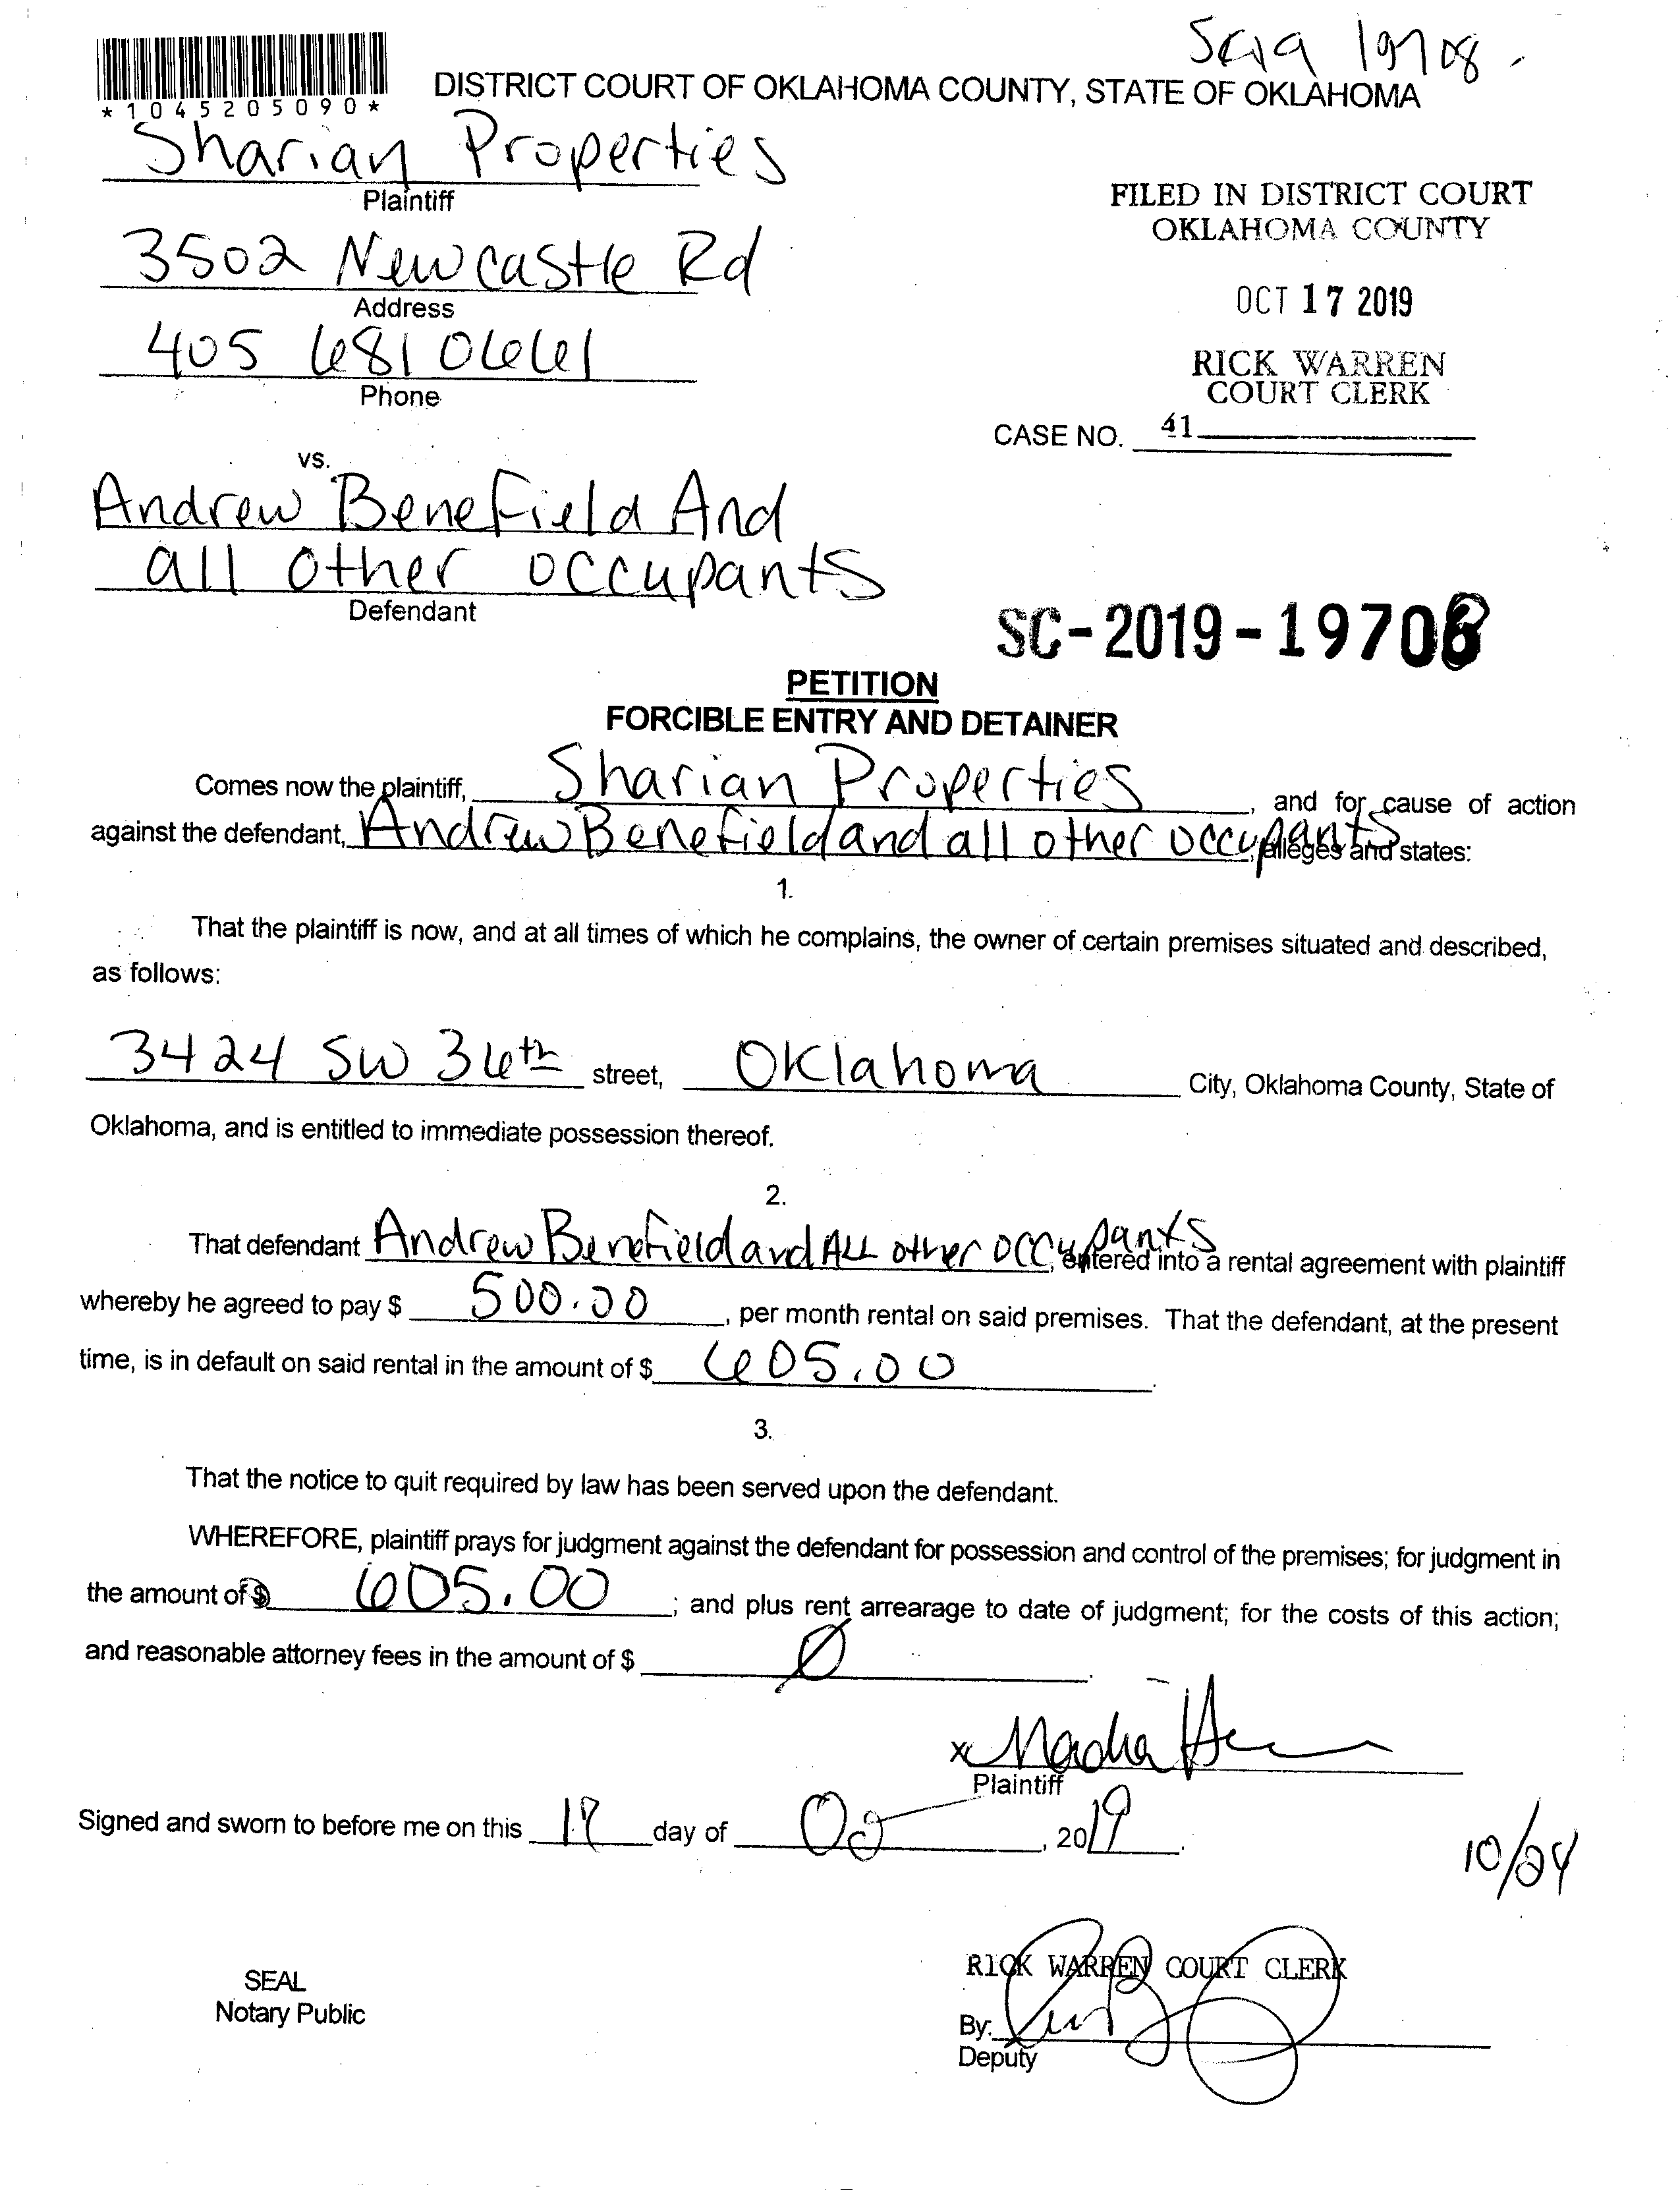 SC19 19708
DISTRICT COURT OF OKLAHOMA COUNTY, STATE OF OKLAHOMA
*1045205090*
Sharian Properties
Plaintiff
FILED IN DISTRICT COURT
OKLAHOMA COUNTY
3502 Newcastle Rd
Address
OCT 17 2019
405 681 0661
Phone
RICK WARREN
COURT CLERK
CASE NO. 41
vs.
Andrew Benefield And
all other occupants
Defendant
SC-2019-19708
PETITION
FORCIBLE ENTRY AND DETAINER
Comes now the plaintiff, Sharian Properties, and for cause of action
against the defendant, Andrew Benefield and all other occupants, alleges and states:
1.
That the plaintiff is now, and at all times of which he complains, the owner of certain premises situated and described,
as follows:
3424 SW 36th street, Oklahoma City, Oklahoma County, State of
Oklahoma, and is entitled to immediate possession thereof.
2.
That defendant Andrew Benefield and ALL other occupants, entered into a rental agreement with plaintiff
whereby he agreed to pay $ 500.00, per month rental on said premises. That the defendant, at the present
time, is in default on said rental in the amount of $ 605.00.
3.
That the notice to quit required by law has been served upon the defendant.
WHEREFORE, plaintiff prays for judgment against the defendant for possession and control of the premises; for judgment in
the amount of $ 605.00; and plus rent arrearage to date of judgment; for the costs of this action;
and reasonable attorney fees in the amount of $ Ø.
x Nadia
Plaintiff
Signed and sworn to before me on this 17 day of , 2019.
10/24
RICK WARREN COURT CLERK
SEAL
Notary Public
By:
Deputy